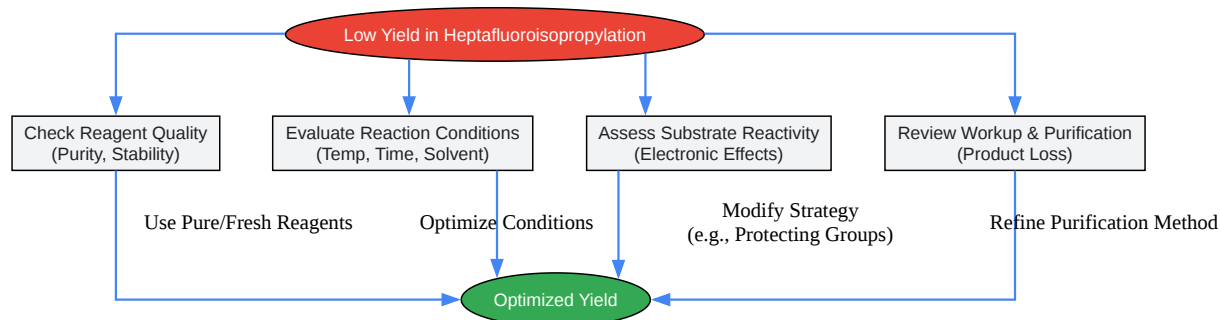 Low Yield in Heptafluoroisopropylation
Check Reagent Quality
(Purity, Stability)
Evaluate Reaction Conditions
(Temp, Time, Solvent)
Assess Substrate Reactivity
(Electronic Effects)
Review Workup & Purification
(Product Loss)
Use Pure/Fresh Reagents
Optimize Conditions
Modify Strategy
(e.g., Protecting Groups)
Refine Purification Method
Optimized Yield